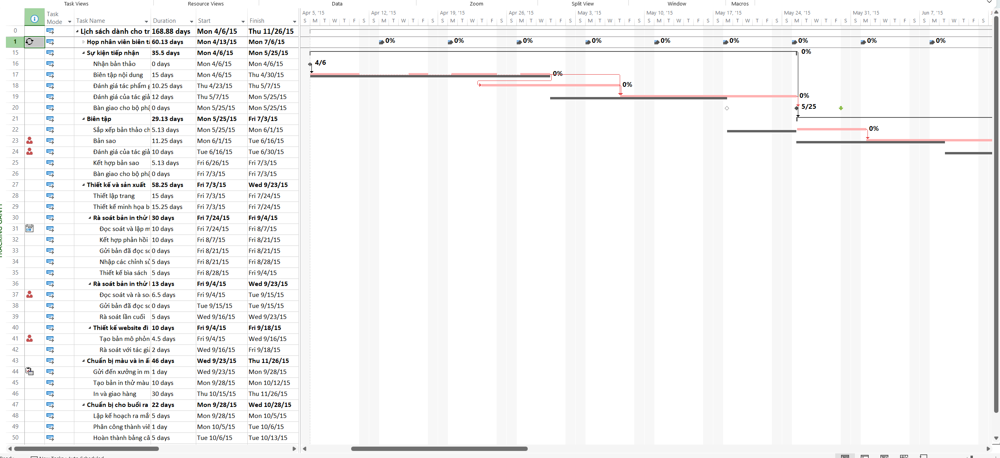 Task Views Resource Views Data Zoom Split View Window Macros
Task Mode Task Name Duration Start Finish
Apr 5, '15 Apr 12, '15 Apr 19, '15 Apr 26, '15 May 3, '15 May 10, '15 May 17, '15 May 24, '15 May 31, '15 Jun 7, '15
S M T W T F S S M T W T F S S M T W T F S S M T W T F S S M T W T F S S M T W T F S S M T W T F S S M T W T F S S M T W T F S S M T W T F S
0 Lịch sách dành cho tr 168.88 days Mon 4/6/15 Thu 11/26/15
1 Họp nhân viên biên tậ 60.13 days Mon 4/13/15 Mon 7/6/15 0% 0% 0% 0% 0% 0% 0% 0% 0%
15 Sự kiện tiếp nhận 35.5 days Mon 4/6/15 Mon 5/25/15 0%
16 Nhận bản thảo 0 days Mon 4/6/15 Mon 4/6/15 4/6
17 Biên tập nội dung 15 days Mon 4/6/15 Thu 4/30/15 0%
18 Đánh giá tác phẩm g 10.25 days Thu 4/23/15 Thu 5/7/15 0%
19 Đánh giá của tác giả 12 days Thu 5/7/15 Mon 5/25/15 0%
20 Bàn giao cho bộ phậ 0 days Mon 5/25/15 Mon 5/25/15 5/25
21 Biên tập 29.13 days Mon 5/25/15 Fri 7/3/15
22 Sắp xếp bản thảo ch 5.13 days Mon 5/25/15 Mon 6/1/15 0%
23 Bản sao 11.25 days Mon 6/1/15 Tue 6/16/15
24 Đánh giá của tác giả 10 days Tue 6/16/15 Tue 6/30/15
25 Kết hợp bản sao 5.13 days Fri 6/26/15 Fri 7/3/15
26 Bàn giao cho bộ phậ 0 days Fri 7/3/15 Fri 7/3/15
27 Thiết kế và sản xuất 58.25 days Fri 7/3/15 Wed 9/23/15
28 Thiết lập trang 15 days Fri 7/3/15 Fri 7/24/15
29 Thiết kế minh họa b 15.25 days Fri 7/3/15 Fri 7/24/15
30 Rà soát bản in thử 30 days Fri 7/24/15 Fri 9/4/15
31 Đọc soát và lập m 10 days Fri 7/24/15 Fri 8/7/15
32 Kết hợp phản hồi 10 days Fri 8/7/15 Fri 8/21/15
33 Gửi bản đã đọc so 0 days Fri 8/21/15 Fri 8/21/15
34 Nhập các chỉnh sử 5 days Fri 8/21/15 Fri 8/28/15
35 Thiết kế bìa sách 5 days Fri 8/28/15 Fri 9/4/15
36 Rà soát bản in thử 13 days Fri 9/4/15 Wed 9/23/15
37 Đọc soát và rà soá 6.5 days Fri 9/4/15 Tue 9/15/15
38 Gửi bản đã đọc so 0 days Tue 9/15/15 Tue 9/15/15
39 Rà soát lần cuối 5 days Wed 9/16/15 Wed 9/23/15
40 Thiết kế website đi 10 days Fri 9/4/15 Fri 9/18/15
41 Tạo bản mô phỏn 4.5 days Fri 9/4/15 Wed 9/16/15
42 Rà soát với tác giả 2 days Wed 9/16/15 Fri 9/18/15
43 Chuẩn bị màu và in ấ 46 days Wed 9/23/15 Thu 11/26/15
44 Gửi đến xưởng in m 1 day Wed 9/23/15 Mon 9/28/15
45 Tạo bản in thử màu 10 days Mon 9/28/15 Mon 10/12/15
46 In và giao hàng 30 days Thu 10/15/15 Thu 11/26/15
47 Chuẩn bị cho buổi ra 22 days Mon 9/28/15 Wed 10/28/15
48 Lập kế hoạch ra mắt 5 days Mon 9/28/15 Mon 10/5/15
49 Phân công thành viê 1 day Mon 10/5/15 Tue 10/6/15
50 Hoàn thành bảng câ 5 days Tue 10/6/15 Tue 10/13/15